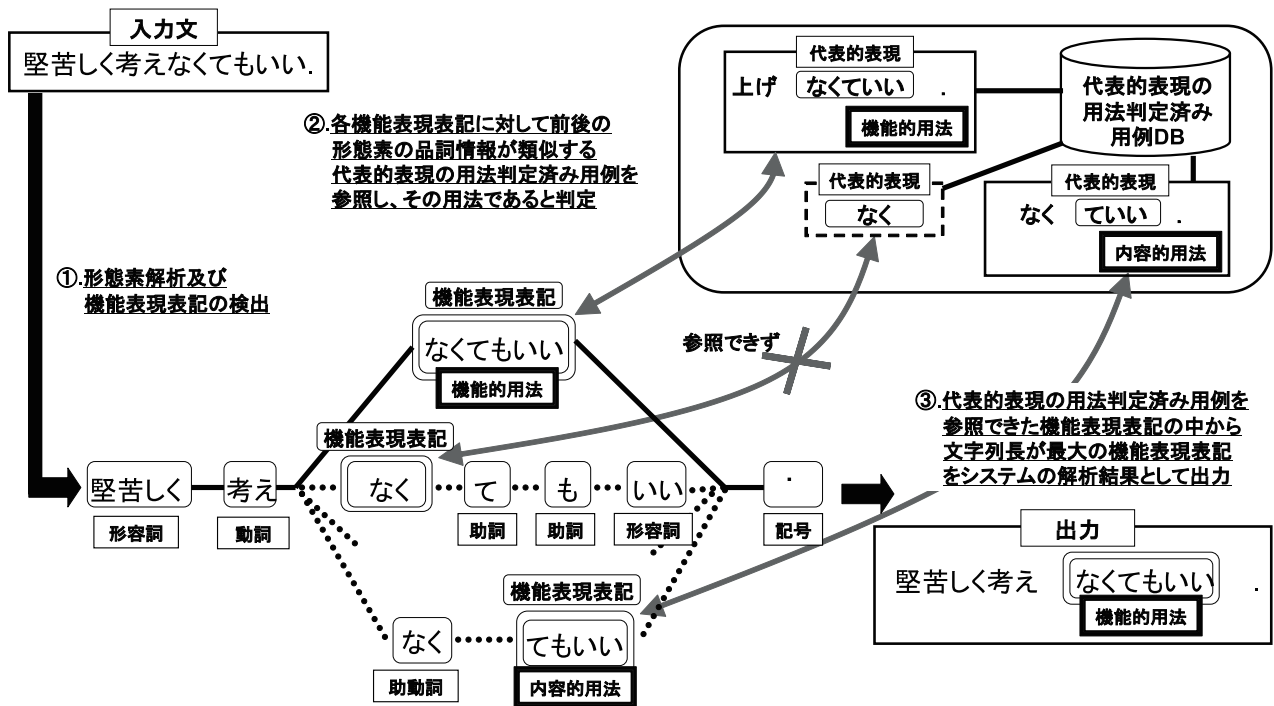 入力文
堅苦しく考えなくてもいい.
代表的表現
上げ なくていい .
機能的用法
代表的表現の
用法判定済み
用例DB
代表的表現
なく
代表的表現
なく ていい .
内容的用法
②.各機能表現表記に対して前後の
形態素の品詞情報が類似する
代表的表現の用法判定済み用例を
参照し、その用法であると判定
①.形態素解析及び
機能表現表記の検出
機能表現表記
なくてもいい
機能的用法
参照できず
③.代表的表現の用法判定済み用例を
参照できた機能表現表記の中から
文字列長が最大の機能表現表記
をシステムの解析結果として出力
機能表現表記
堅苦しく 考え なく て も いい .
形容詞 動詞 助詞 助詞 形容詞 記号
機能表現表記
なく てもいい
助動詞 内容的用法
出力
堅苦しく考え なくてもいい .
機能的用法